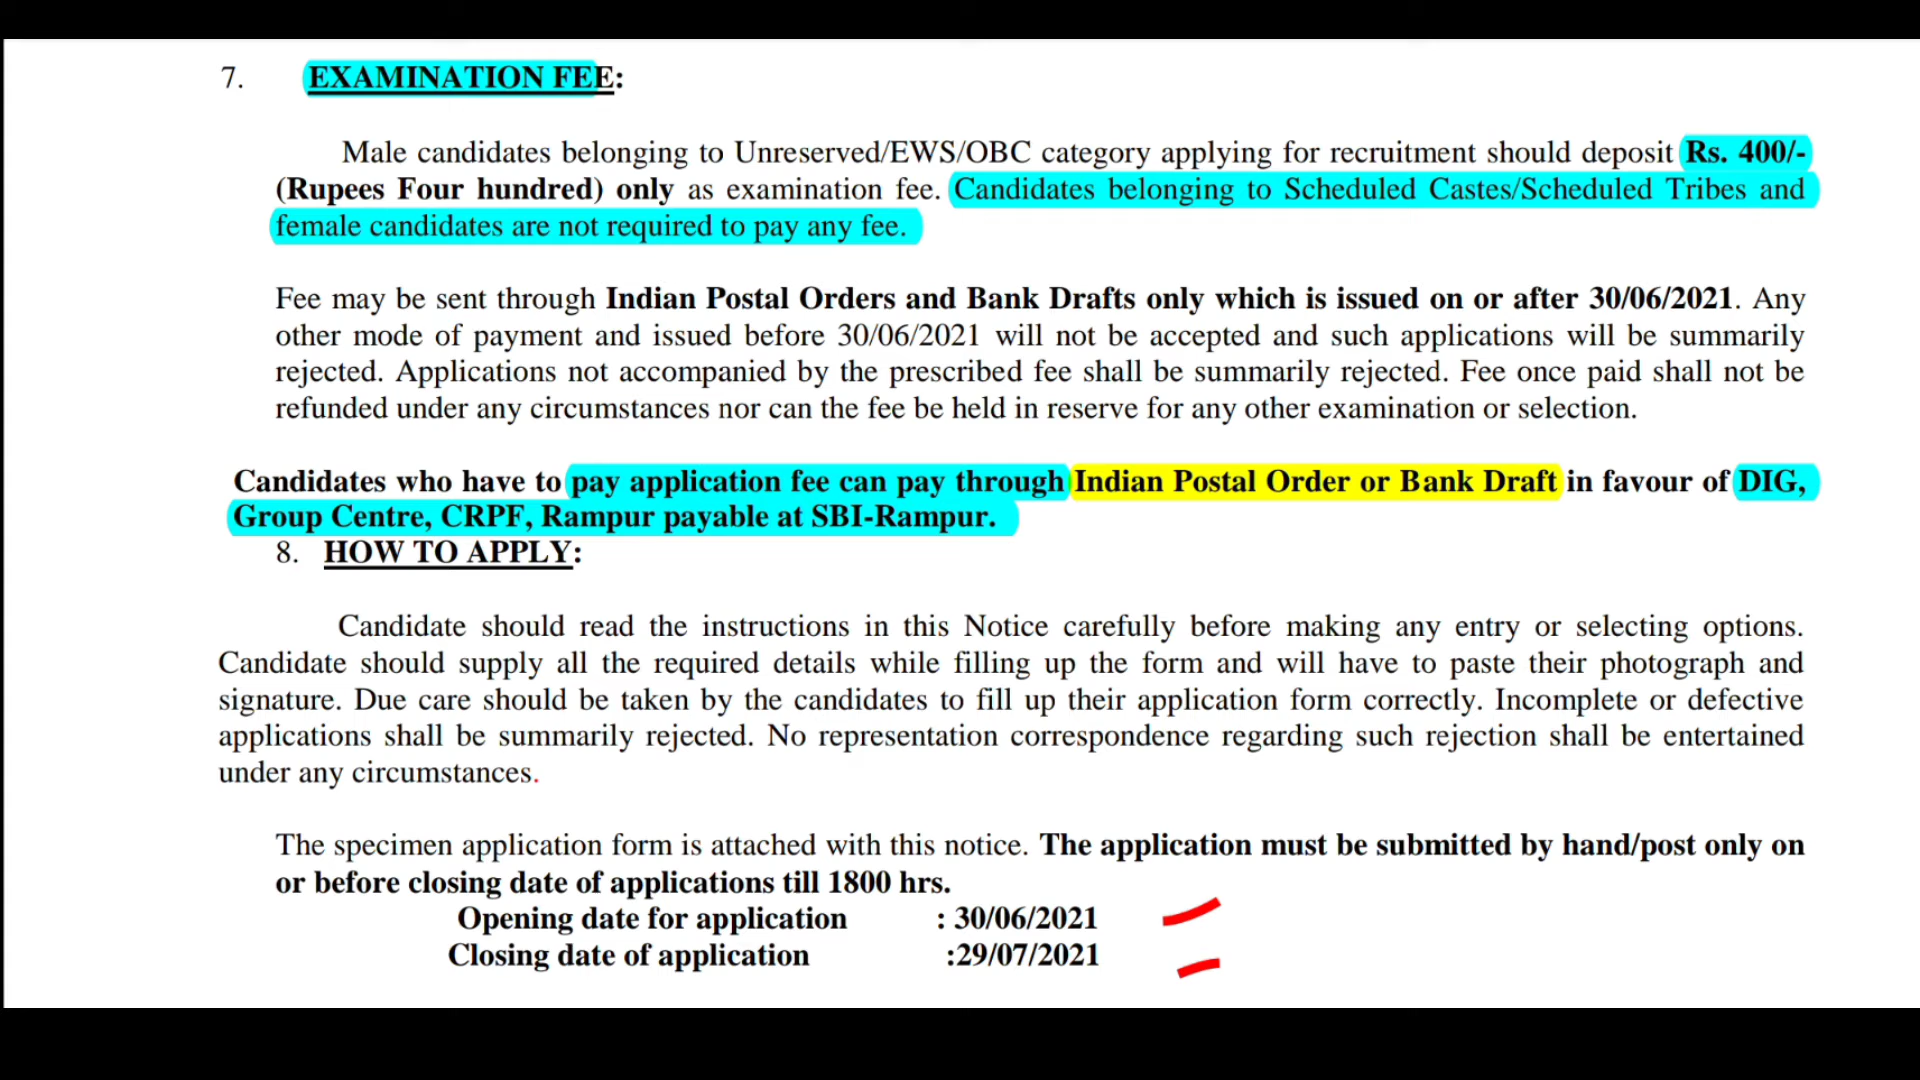 7. EXAMINATION FEE:
Male candidates belonging to Unreserved/EWS/OBC category applying for recruitment should deposit Rs. 400/-
(Rupees Four hundred) only as examination fee. Candidates belonging to Scheduled Castes/Scheduled Tribes and
female candidates are not required to pay any fee.
Fee may be sent through Indian Postal Orders and Bank Drafts only which is issued on or after 30/06/2021. Any
other mode of payment and issued before 30/06/2021 will not be accepted and such applications will be summarily
rejected. Applications not accompanied by the prescribed fee shall be summarily rejected. Fee once paid shall not be
refunded under any circumstances nor can the fee be held in reserve for any other examination or selection.
Candidates who have to pay application fee can pay through Indian Postal Order or Bank Draft in favour of DIG,
Group Centre, CRPF, Rampur payable at SBI-Rampur.
8. HOW TO APPLY:
Candidate should read the instructions in this Notice carefully before making any entry or selecting options.
Candidate should supply all the required details while filling up the form and will have to paste their photograph and
signature. Due care should be taken by the candidates to fill up their application form correctly. Incomplete or defective
applications shall be summarily rejected. No representation correspondence regarding such rejection shall be entertained
under any circumstances.
The specimen application form is attached with this notice. The application must be submitted by hand/post only on
or before closing date of applications till 1800 hrs.
Opening date for application : 30/06/2021
Closing date of application :29/07/2021